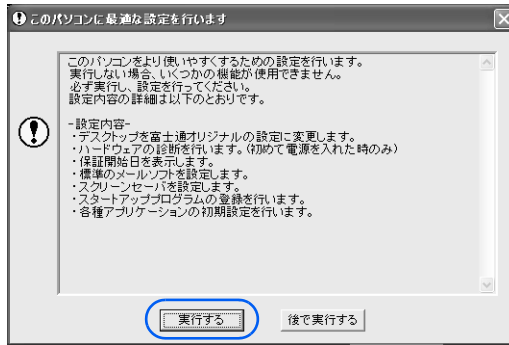 このパソコンに最適な設定を行います
このパソコンをより使いやすくするための設定を行います。
実行しない場合、いくつかの機能が使用できません。
必ず実行し、設定を行ってください。
設定内容の詳細は以下のとおりです。
-設定内容-
・デスクトップを富士通オリジナルの設定に変更します。
・ハードウェアの診断を行います。(初めて電源を入れた時のみ)
・保証開始日を表示します。
・標準のメールソフトを設定します。
・スクリーンセーバを設定します。
・スタートアッププログラムの登録を行います。
・各種アプリケーションの初期設定を行います。
実行する
後で実行する